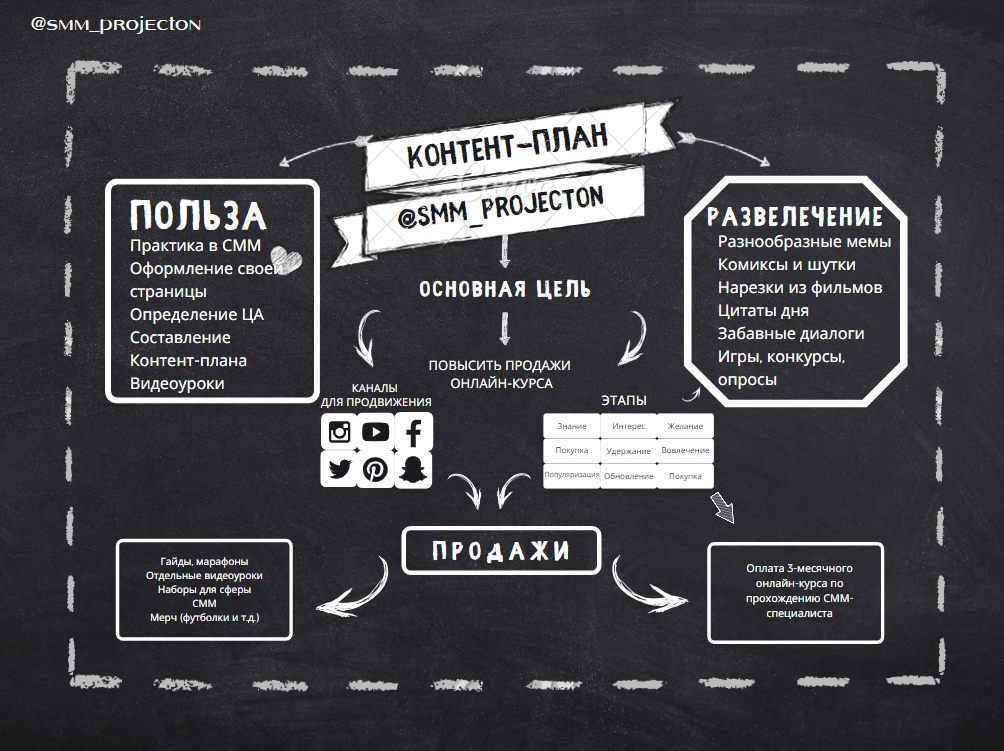 @SMM_PROJECTON
КОНТЕНТ-ПЛАН
@SMM_PROJECTON
ПОЛЬЗА
Практика в СММ
Оформление своей
страницы
Определение ЦА
Составление
Контент-плана
Видеоуроки
РАЗВЕЛЕЧЕНИЕ
Разнообразные мемы
Комиксы и шутки
Нарезки из фильмов
Цитаты дня
Забавные диалоги
Игры, конкурсы,
опросы
ОСНОВНАЯ ЦЕЛЬ
ПОВЫСИТЬ ПРОДАЖИ
ОНЛАЙН-КУРСА
КАНАЛЫ
ДЛЯ ПРОДВИЖЕНИЯ
ЭТАПЫ
Знание Интерес Желание
Покупка Удержание Вовлечение
Популяризация Обновление Покупка
ПРОДАЖИ
Гайды, марафоны
Отдельные видеоуроки
Наборы для сферы
СММ
Мерч (футболки и т.д.)
Оплата 3-месячного
онлайн-курса по
прохождению СММ-
специалиста